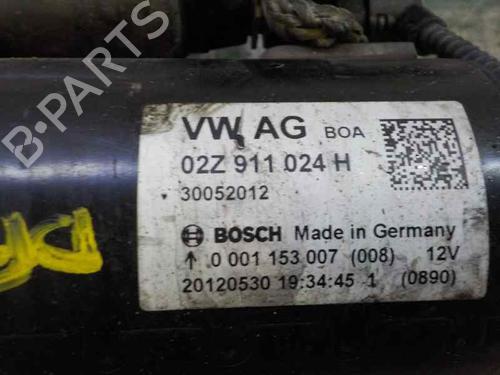 VW AG BOA
02Z 911 024 H
30052012
BOSCH Made in Germany
↑ 0 001 153 007 (008) 12V
20120530 19:34:45 1 (0890)